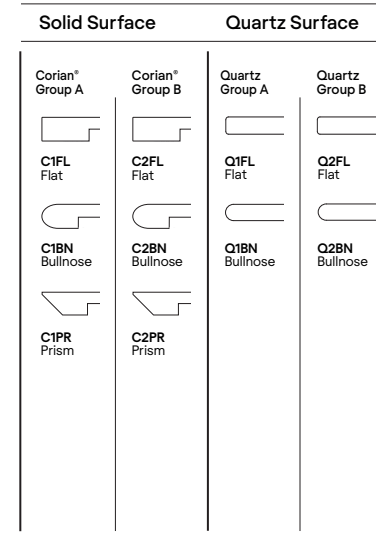 Solid Surface
Quartz Surface
Corian®
Group A
C1FL
Flat
C1BN
Bullnose
C1PR
Prism
Corian®
Group B
C2FL
Flat
C2BN
Bullnose
C2PR
Prism
Quartz
Group A
Q1FL
Flat
Q1BN
Bullnose
Quartz
Group B
Q2FL
Flat
Q2BN
Bullnose